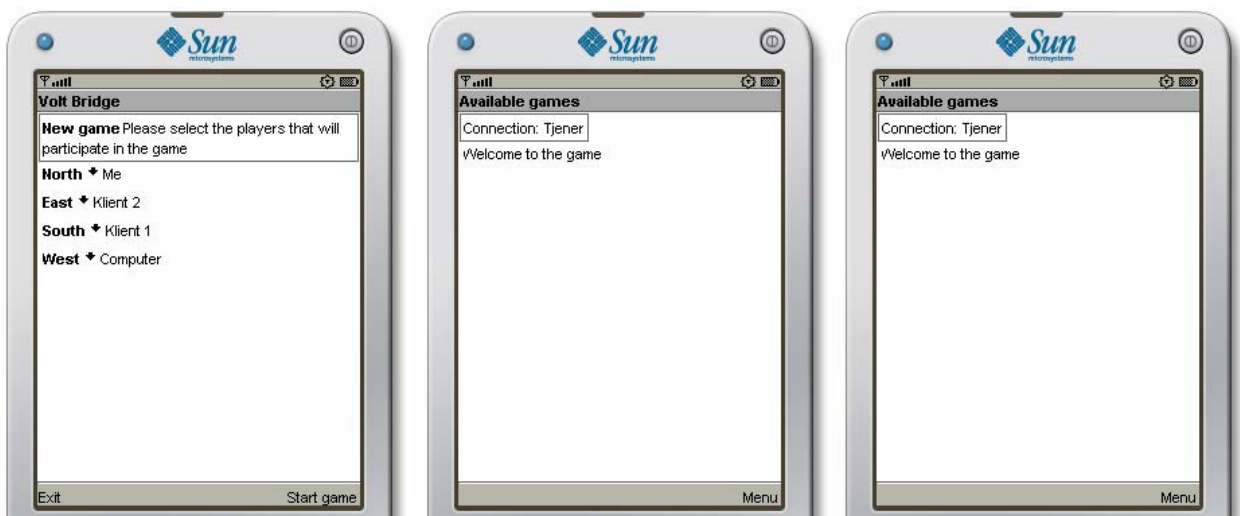 Sun
microsystems
Volt Bridge
New game Please select the players that will
participate in the game
North Me
East Klient 2
South Klient 1
West Computer
Exit Start game
Sun
microsystems
Available games
Connection: Tjener
Welcome to the game
Menu
Sun
microsystems
Available games
Connection: Tjener
Welcome to the game
Menu